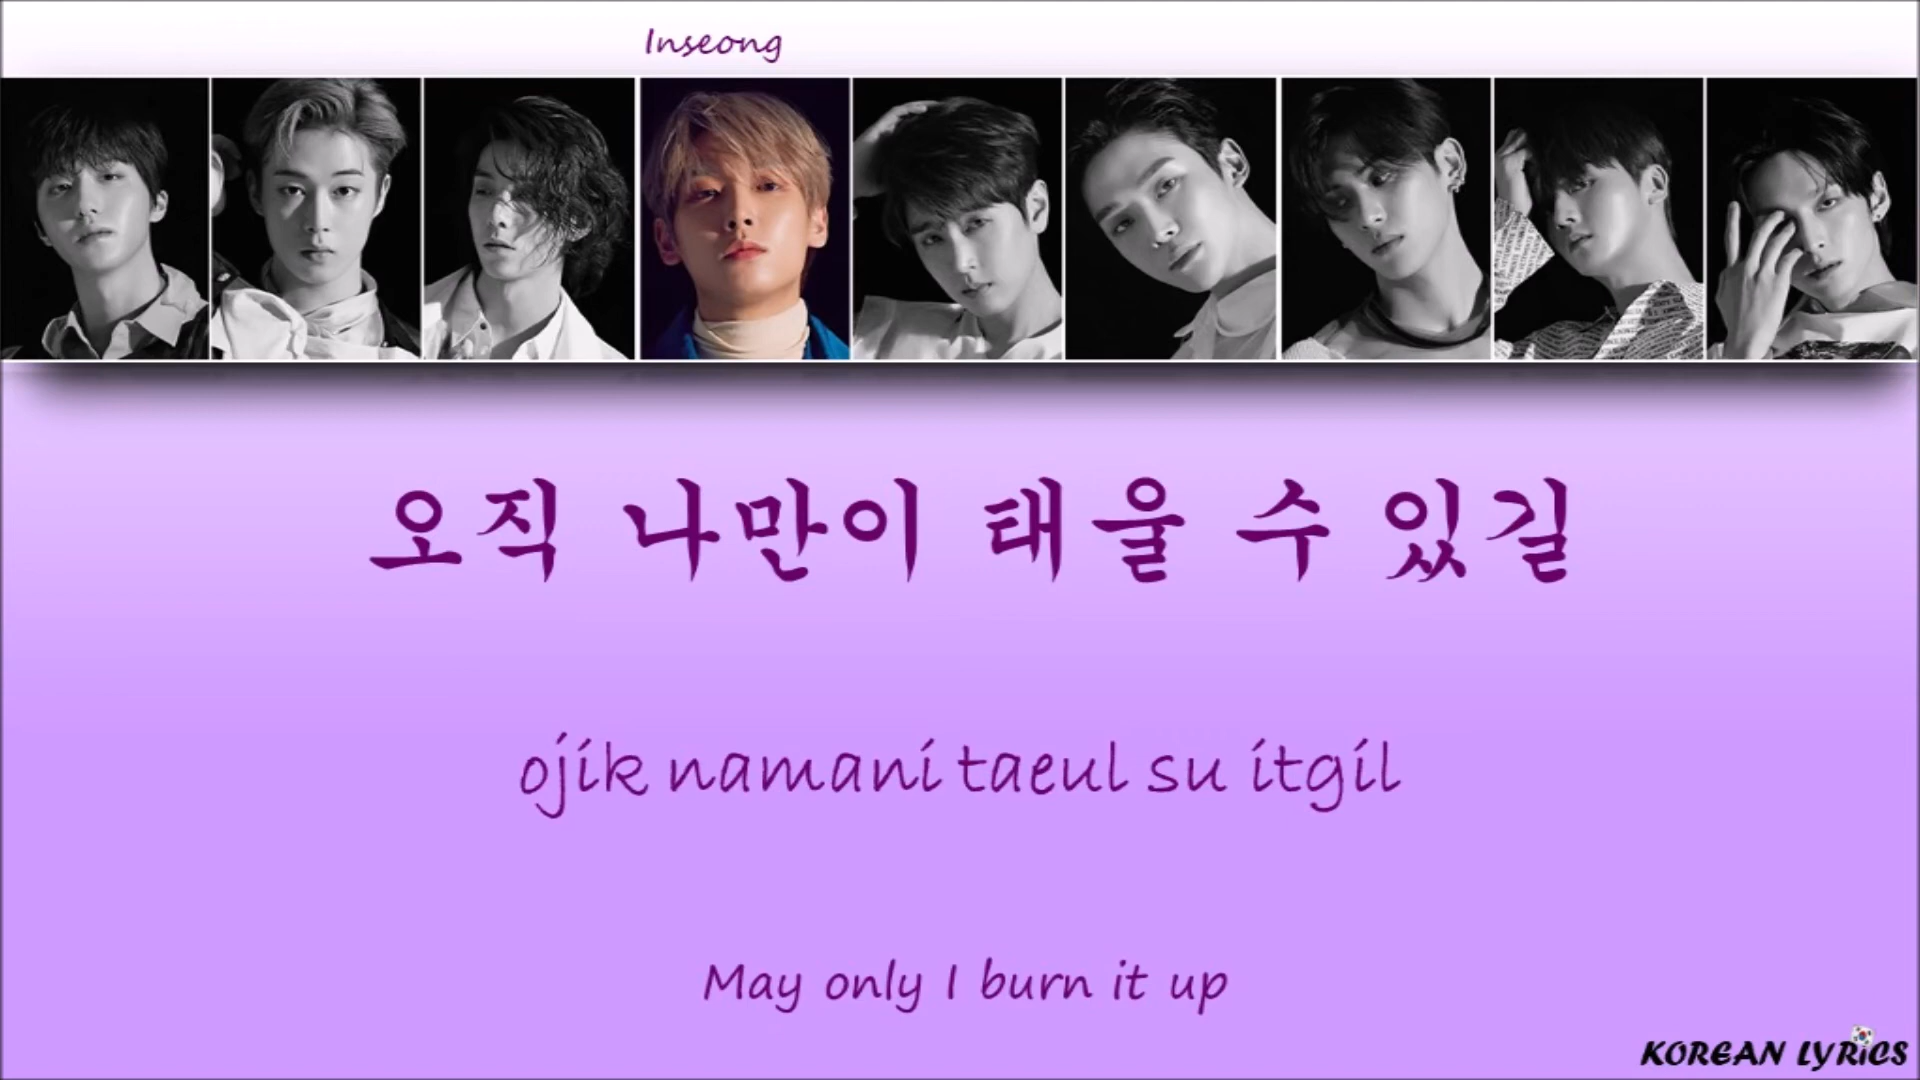 Inseong
오직 나만이 태울 수 있길
ojik namani taeul su itgil
May only I burn it up
KOREAN LYRiCS